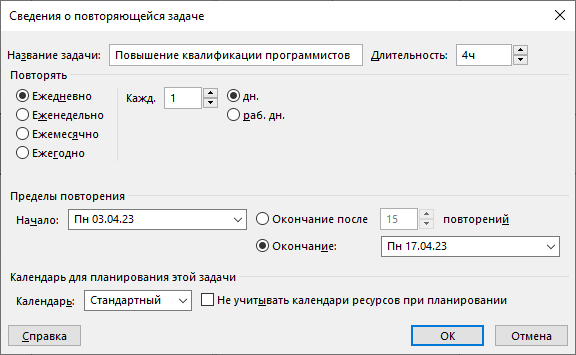 Сведения о повторяющейся задаче
Название задачи: Повышение квалификации программистов Длительность: 4ч
Повторять
Ежедневно Кажд. 1 дн.
Еженедельно раб. дн.
Ежемесячно
Ежегодно
Пределы повторения
Начало: Пн 03.04.23 Окончание после 15 повторений
Окончание: Пн 17.04.23
Календарь для планирования этой задачи
Календарь: Стандартный Не учитывать календари ресурсов при планировании
Справка ОК Отмена